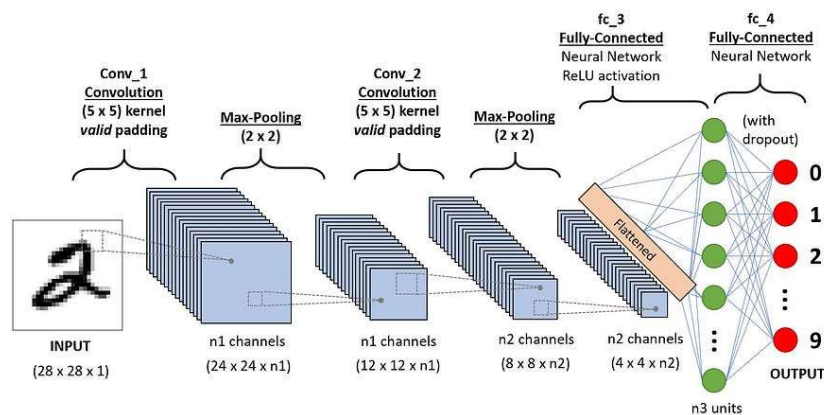 fc_3
Fully-Connected
Neural Network
ReLU activation
fc_4
Fully-Connected
Neural Network
Conv_1
Convolution
(5 x 5) kernel
valid padding
Max-Pooling
(2 x 2)
Conv_2
Convolution
(5 x 5) kernel
valid padding
Max-Pooling
(2 x 2)
(with
dropout)
Flattened
0
1
2
9
INPUT
(28 x 28 x 1)
n1 channels
(24 x 24 x n1)
n1 channels
(12 x 12 x n1)
n2 channels
(8 x 8 x n2)
n2 channels
(4 x 4 x n2)
OUTPUT
n3 units